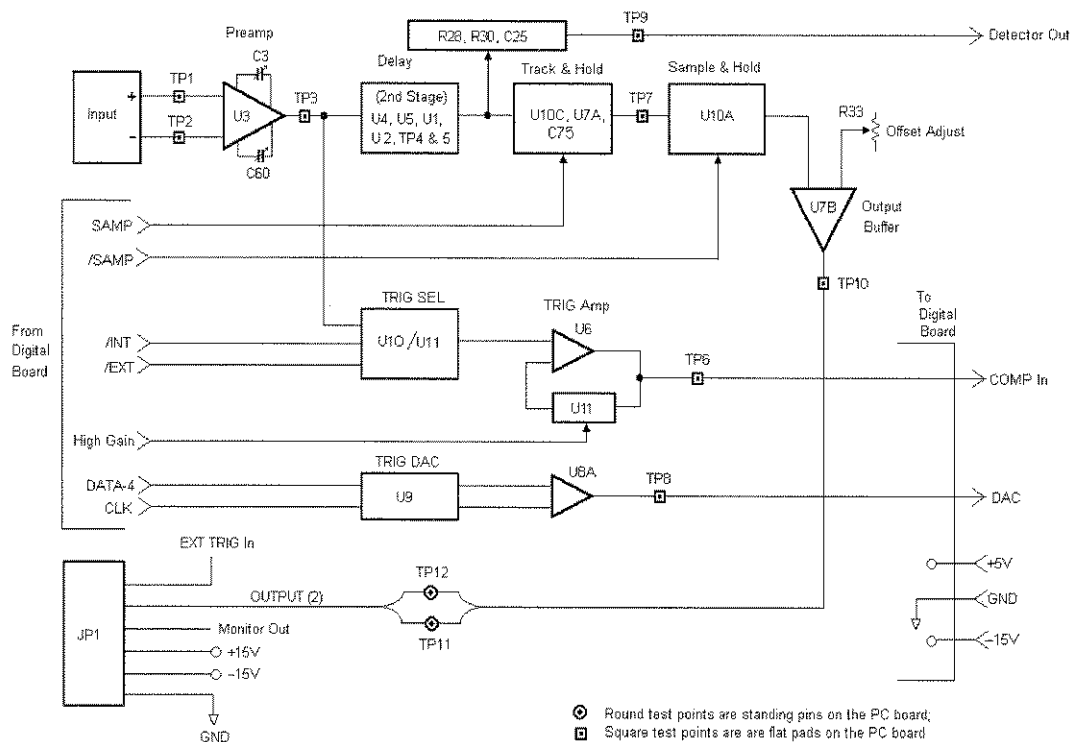 TP9
R28, R30, C25
Detector Out
Preamp
C3
Delay
Track & Hold
Sample & Hold
TP1
Input
+
−
U3
TP3
(2nd Stage)
U4, U5, U1,
U2, TP4 & 5
U10C, U7A,
C75
TP7
U10A
R33
Offset Adjust
TP2
C60
U7B
Output
Buffer
SAMP
/SAMP
TP10
TRIG SEL
TRIG Amp
To
Digital
Board
From
Digital
Board
/INT
/EXT
U10/U11
U6
TP6
COMP In
U11
High Gain
TRIG DAC
U8A
DATA-4
CLK
U9
TP8
DAC
EXT TRIG In
TP12
+5V
OUTPUT (2)
GND
JP1
Monitor Out
TP11
+15V
−15V
−15V
GND
Round test points are standing pins on the PC board;
Square test points are are flat pads on the PC board